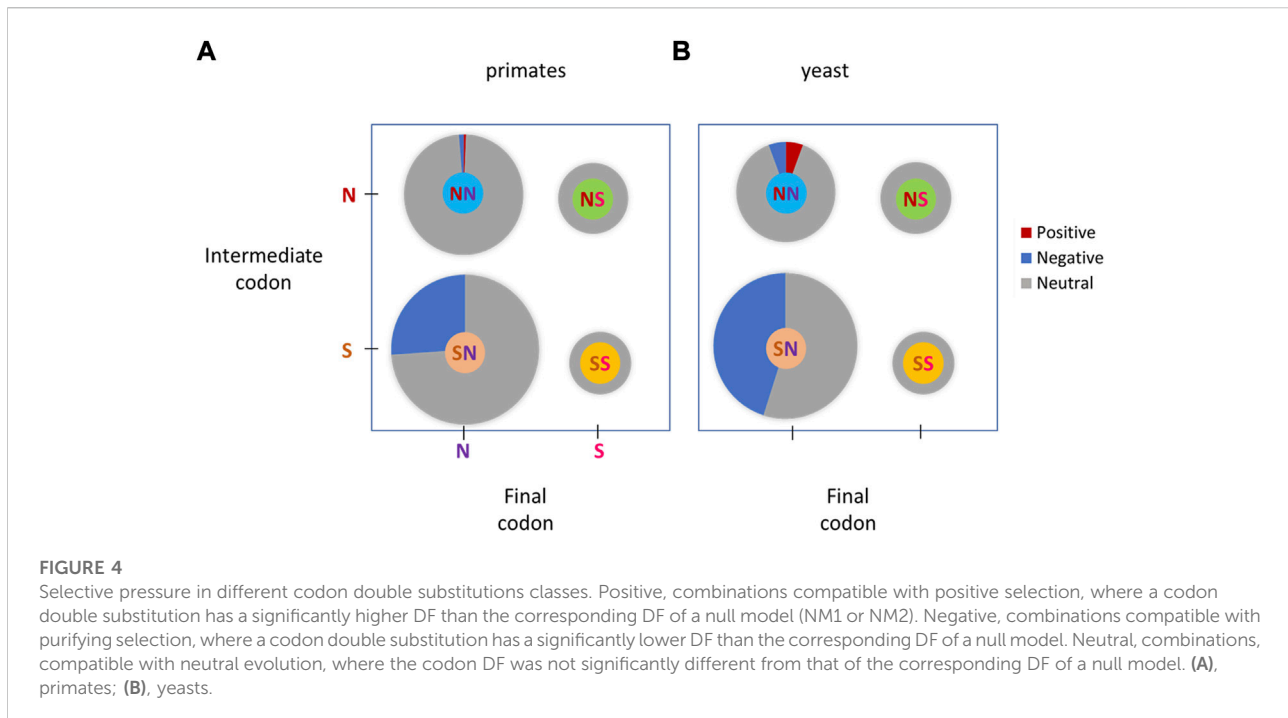 A
B
primates
yeast
N
NN
NS
NN
NS
Intermediate
codon
Positive
Negative
Neutral
S
SN
SS
SN
SS
N
S
Final
codon
Final
codon
FIGURE 4
Selective pressure in different codon double substitutions classes. Positive, combinations compatible with positive selection, where a codon
double substitution has a significantly higher DF than the corresponding DF of a null model (NM1 or NM2). Negative, combinations compatible with
purifying selection, where a codon double substitution has a significantly lower DF than the corresponding DF of a null model. Neutral, combinations,
compatible with neutral evolution, where the codon DF was not significantly different from that of the corresponding DF of a null model. (A),
primates; (B), yeasts.